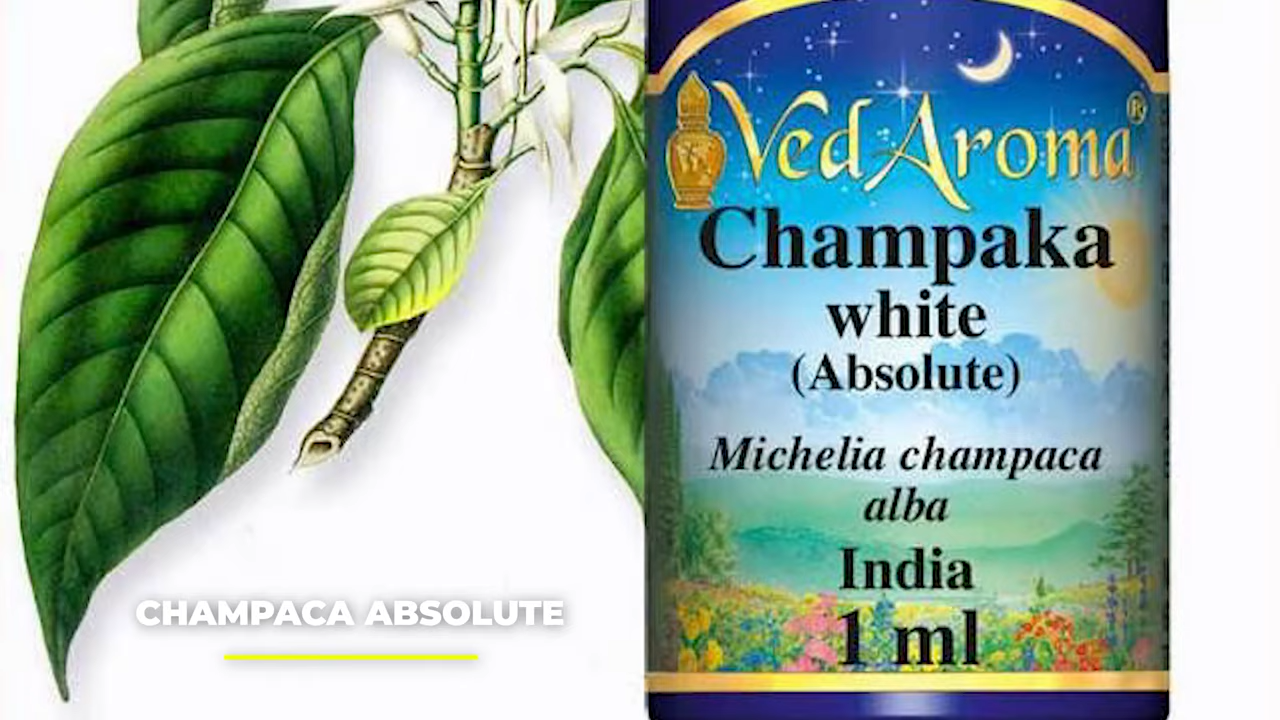 VedAroma®
Champaka
white
(Absolute)
Michelia champaca
alba
India
1 ml
CHAMPACA ABSOLUTE